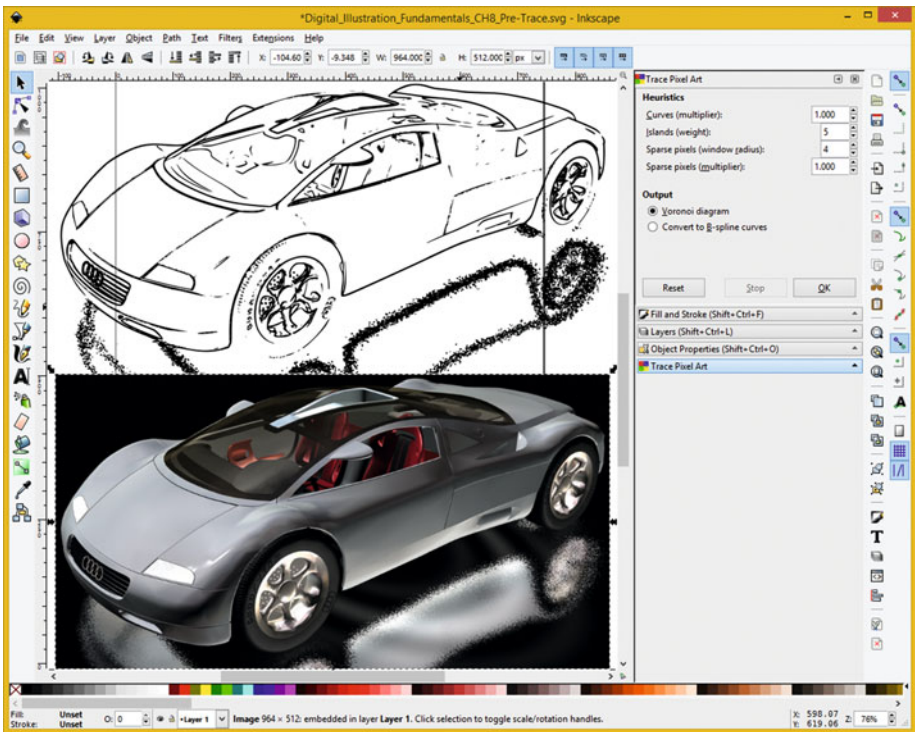 *Digital_Illustration_Fundamentals_CH8_Pre-Trace.svg - Inkscape
File Edit View Layer Object Path Text Filters Extensions Help
X: -104.60 Y: -9.348 W: 964.000 H: 512.000 px
Trace Pixel Art
Heuristics
Curves (multiplier): 1.000
Islands (weight): 5
Sparse pixels (window radius): 4
Sparse pixels (multiplier): 1.000
Output
Voronoi diagram
Convert to B-spline curves
Reset Stop OK
Fill and Stroke (Shift+Ctrl+F)
Layers (Shift+Ctrl+L)
Object Properties (Shift+Ctrl+O)
Trace Pixel Art
Fill: Unset
Stroke: Unset
O: 0
Layer 1
Image 964 × 512: embedded in layer Layer 1. Click selection to toggle scale/rotation handles.
X: 598.07
Y: 619.06
Z: 76%